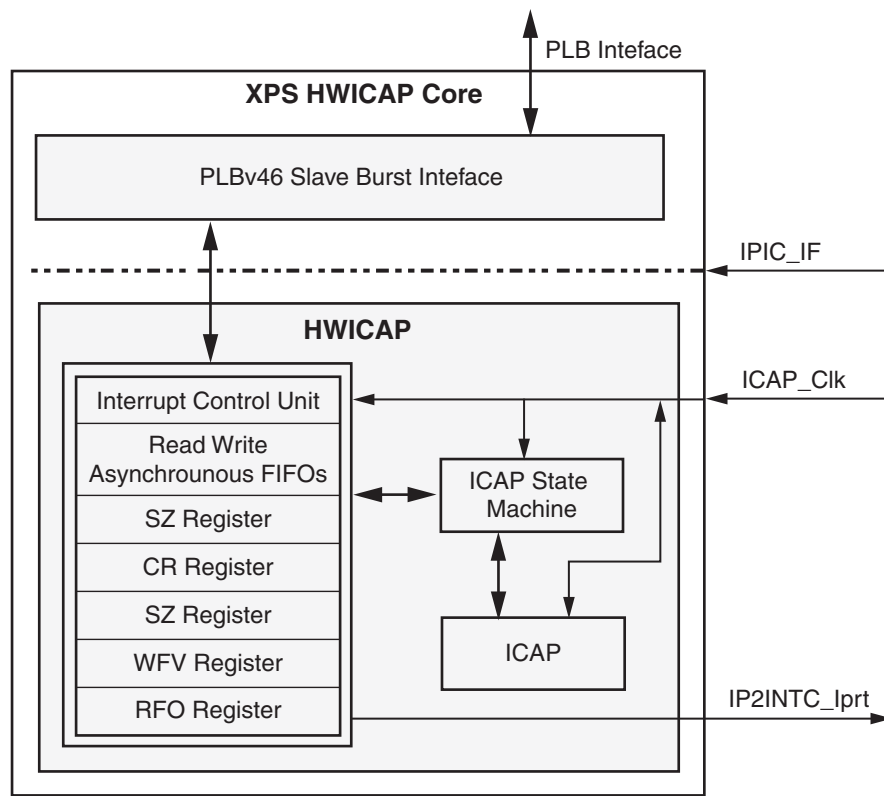 PLB Inteface
XPS HWICAP Core
PLBv46 Slave Burst Inteface
IPIC_IF
HWICAP
ICAP_Clk
Interrupt Control Unit
Read Write
Asynchrounous FIFOs
ICAP State
Machine
SZ Register
CR Register
SZ Register
WFV Register
ICAP
RFO Register
IP2INTC_Iprt